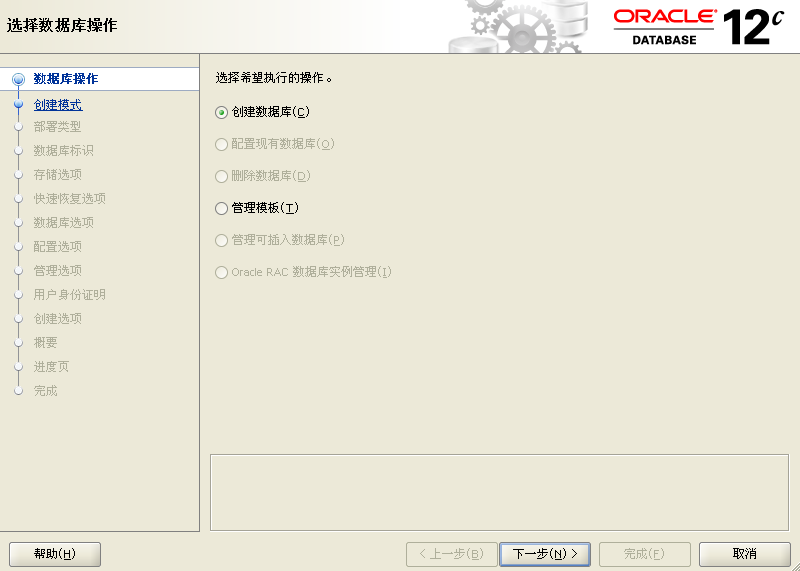 选择数据库操作
ORACLE®
DATABASE
12c
数据库操作
创建模式
部署类型
数据库标识
存储选项
快速恢复选项
数据库选项
配置选项
管理选项
用户身份证明
创建选项
概要
进度页
完成
选择希望执行的操作。
创建数据库(C)
配置现有数据库(O)
删除数据库(D)
管理模板(T)
管理可插入数据库(P)
Oracle RAC 数据库实例管理(I)
帮助(H)
< 上一步(B)
下一步(N) >
完成(F)
取消